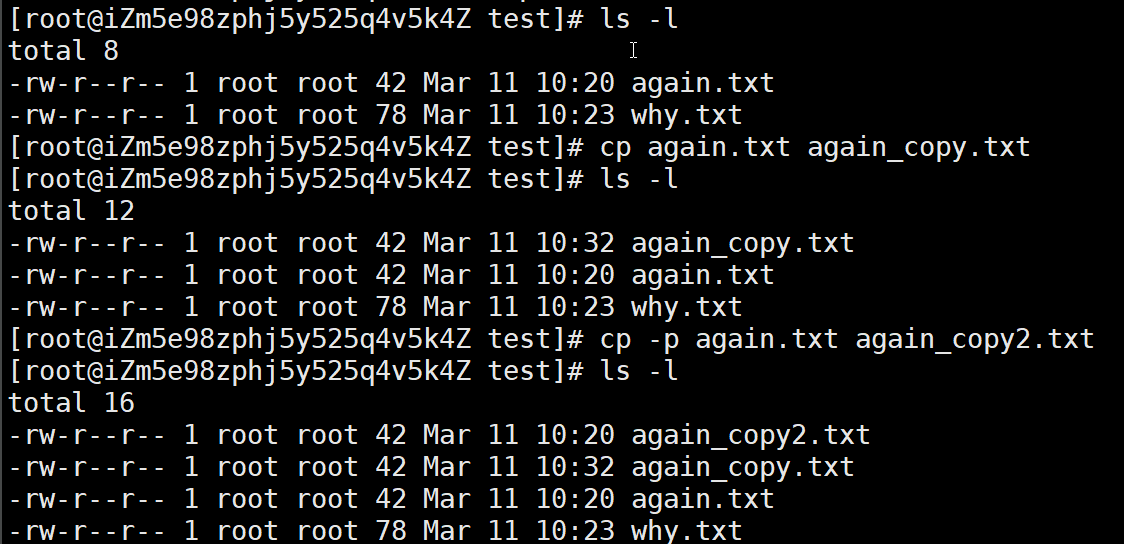 [root@iZm5e98zphj5y525q4v5k4Z test]# ls -l
total 8
-rw-r--r-- 1 root root 42 Mar 11 10:20 again.txt
-rw-r--r-- 1 root root 78 Mar 11 10:23 why.txt
[root@iZm5e98zphj5y525q4v5k4Z test]# cp again.txt again_copy.txt
[root@iZm5e98zphj5y525q4v5k4Z test]# ls -l
total 12
-rw-r--r-- 1 root root 42 Mar 11 10:32 again_copy.txt
-rw-r--r-- 1 root root 42 Mar 11 10:20 again.txt
-rw-r--r-- 1 root root 78 Mar 11 10:23 why.txt
[root@iZm5e98zphj5y525q4v5k4Z test]# cp -p again.txt again_copy2.txt
[root@iZm5e98zphj5y525q4v5k4Z test]# ls -l
total 16
-rw-r--r-- 1 root root 42 Mar 11 10:20 again_copy2.txt
-rw-r--r-- 1 root root 42 Mar 11 10:32 again_copy.txt
-rw-r--r-- 1 root root 42 Mar 11 10:20 again.txt
-rw-r--r-- 1 root root 78 Mar 11 10:23 why.txt